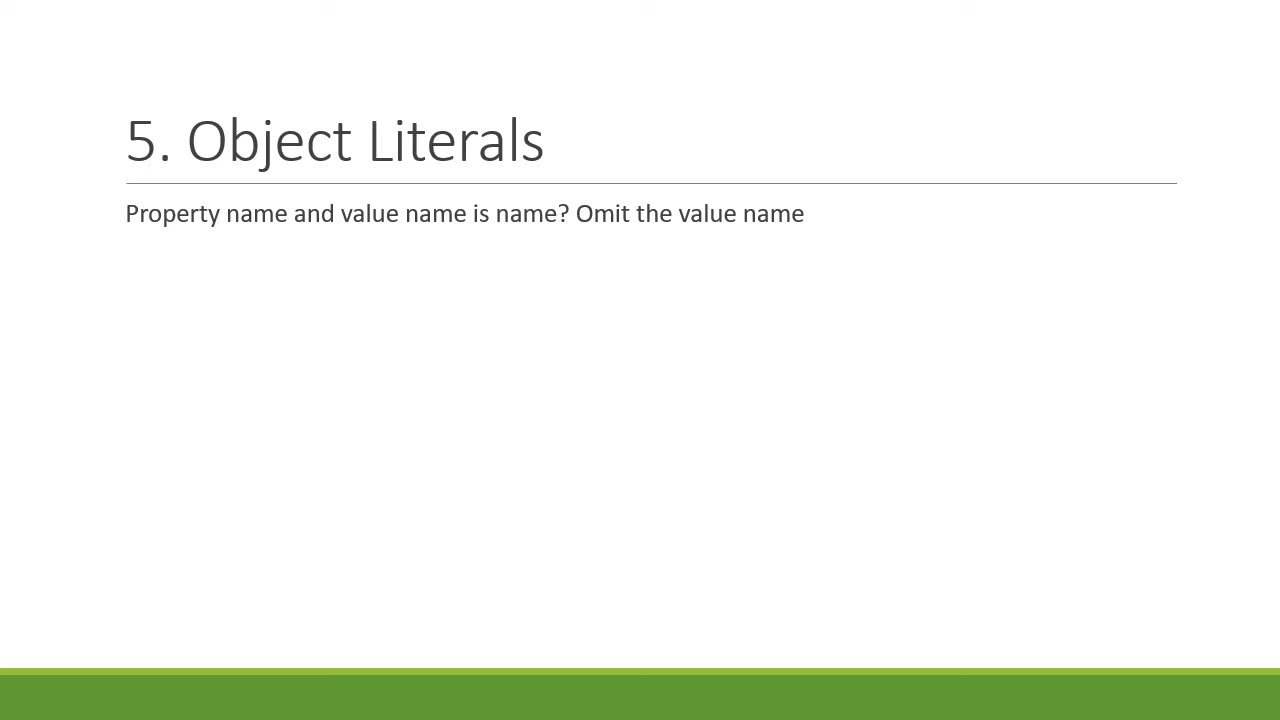 5. Object Literals
Property name and value name is name? Omit the value name